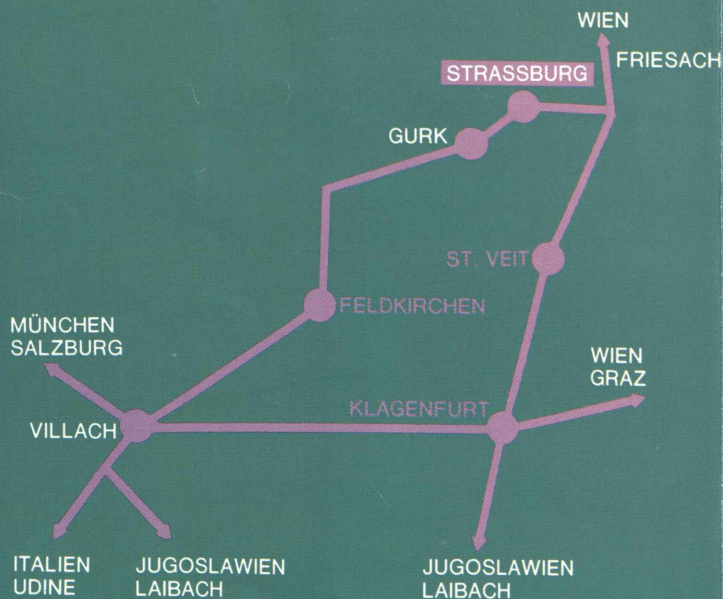 WIEN
FRIESACH
STRASSBURG
GURK
ST. VEIT
FELDKIRCHEN
MÜNCHEN
SALZBURG
WIEN
GRAZ
KLAGENFURT
VILLACH
ITALIEN
UDINE
JUGOSLAWIEN
LAIBACH
JUGOSLAWIEN
LAIBACH